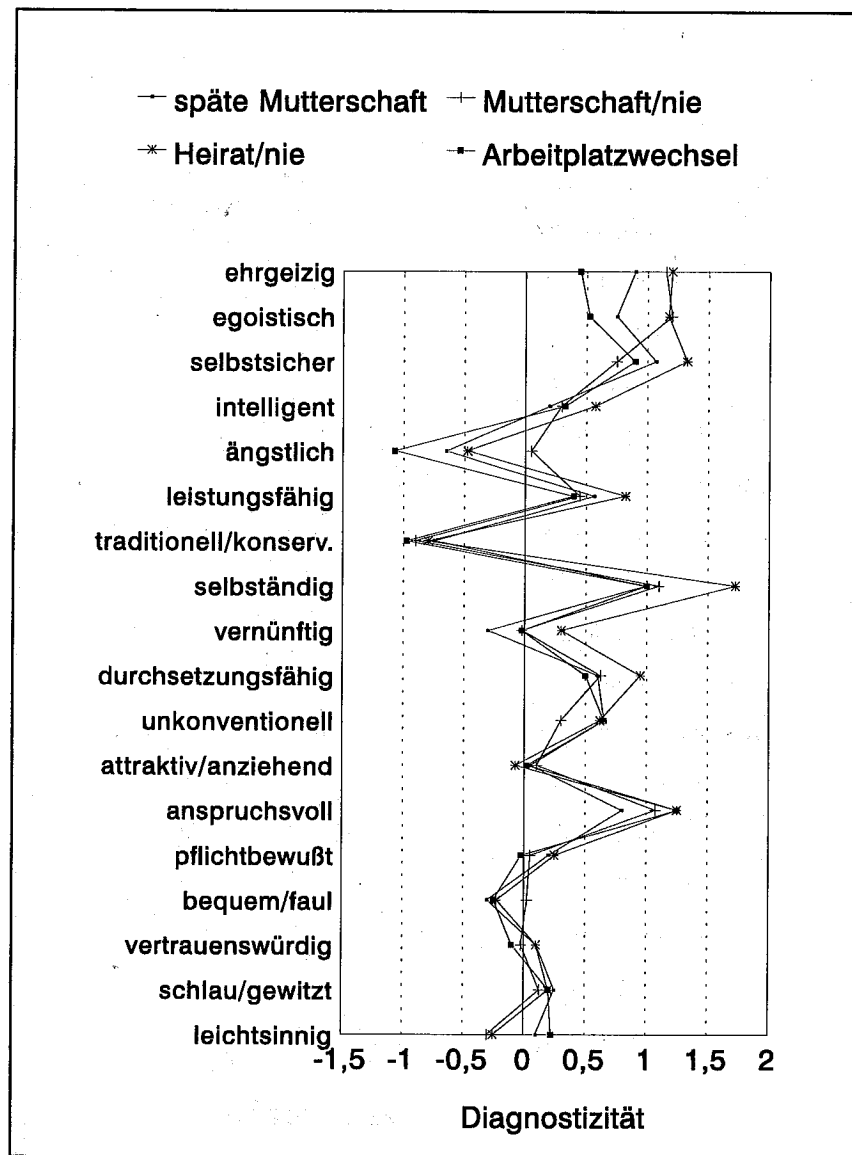 späte Mutterschaft Mutterschaft/nie
Heirat/nie Arbeitplatzwechsel
ehrgeizig
egoistisch
selbstsicher
intelligent
ängstlich
leistungsfähig
traditionell/konserv.
selbständig
vernünftig
durchsetzungsfähig
unkonventionell
attraktiv/anziehend
anspruchsvoll
pflichtbewußt
bequem/faul
vertrauenswürdig
schlau/gewitzt
leichtsinnig
-1,5 -1 -0,5 0 0,5 1 1,5 2
Diagnostizität